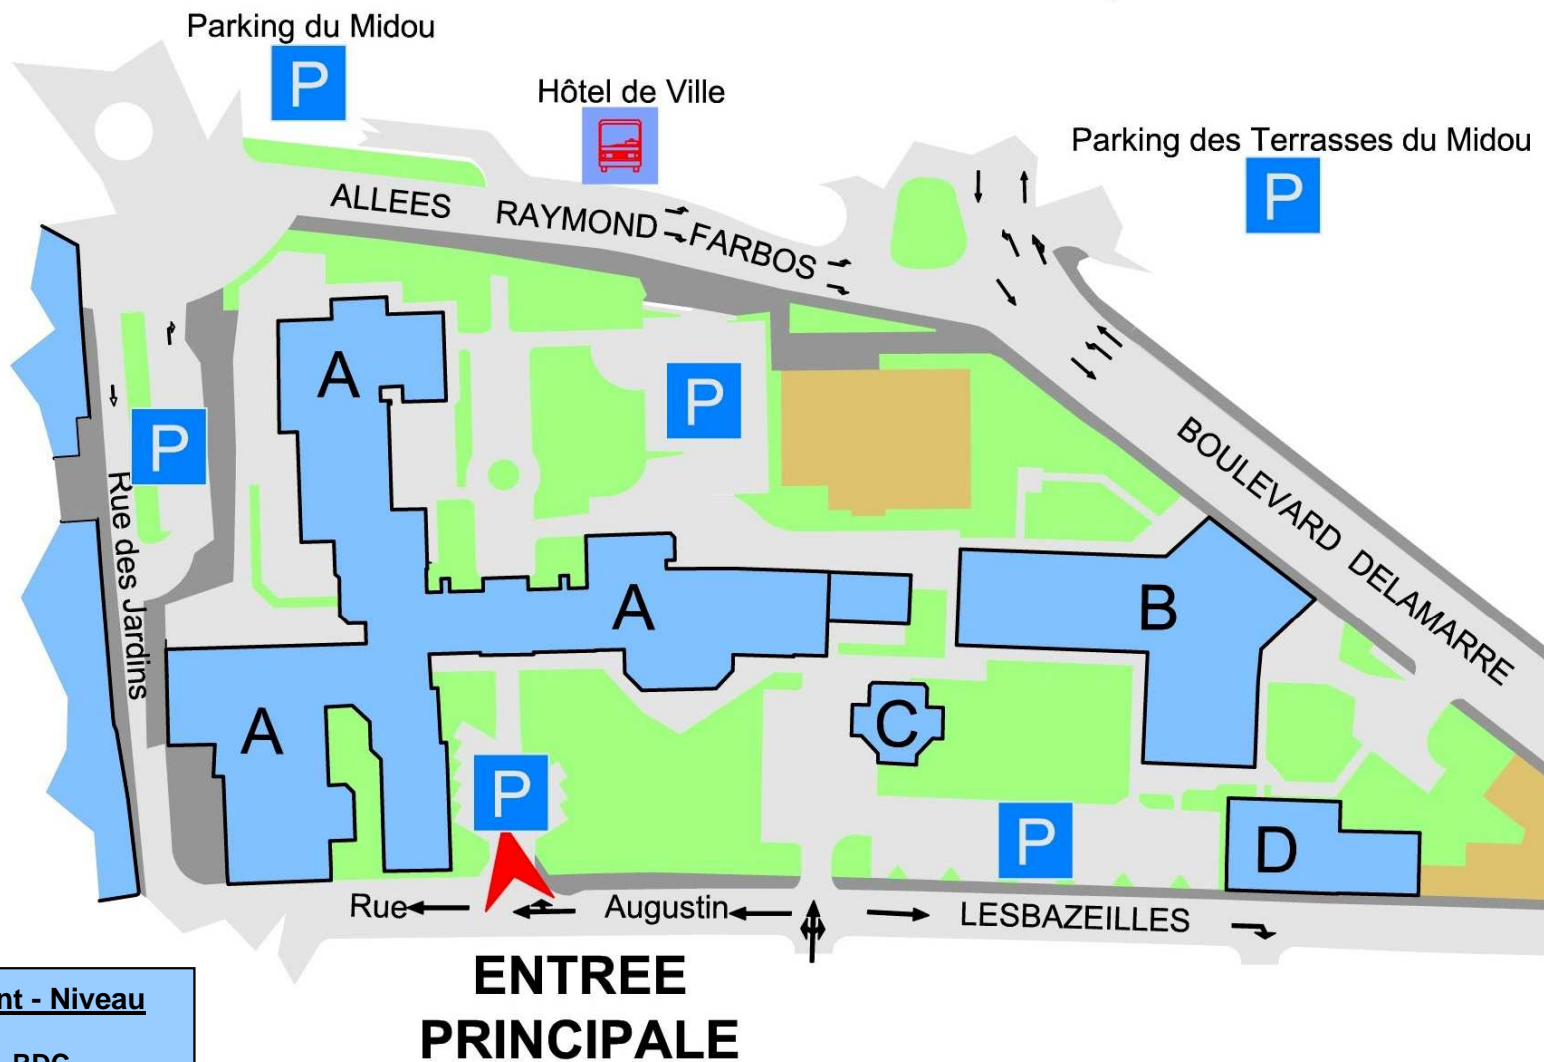 Parking du Midou
P
Hôtel de Ville
Parking des Terrasses du Midou
P
ALLEES RAYMOND FARBOS
A
P
P
BOULEVARD DELAMARRE
Rue des Jardins
A
B
A
C
P
P
D
Rue Augustin LESBAZEILLES
ENTREE
PRINCIPALE
nt - Niveau
RDC